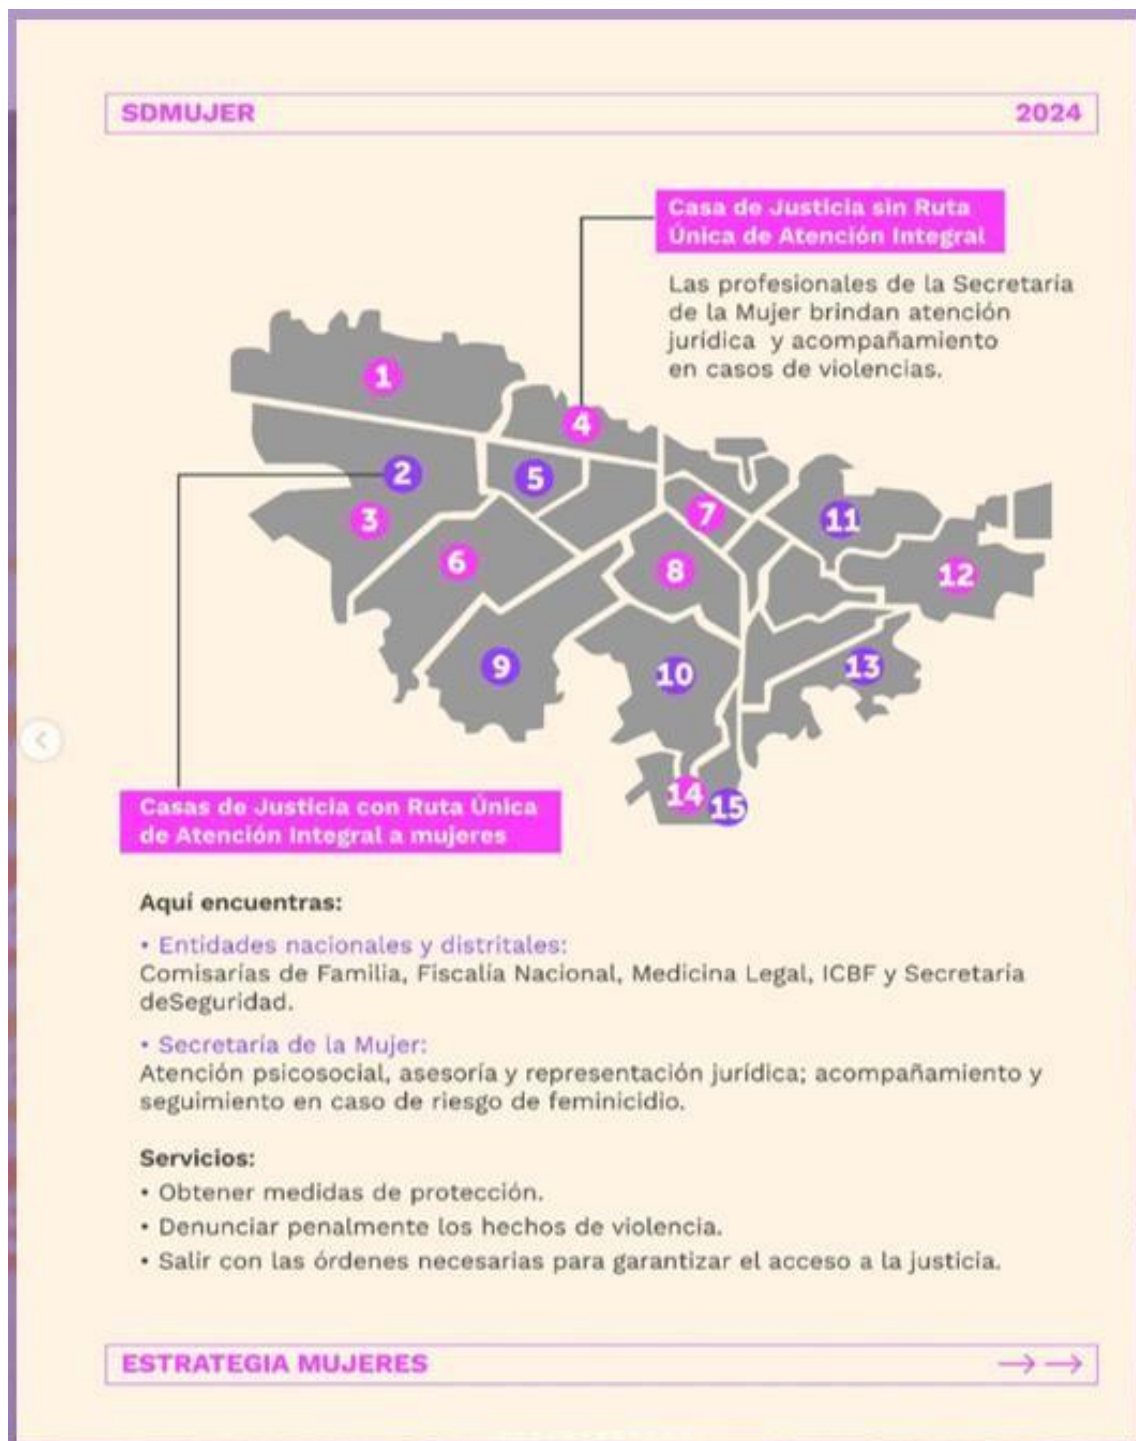 SDMUJER 2024
Casa de Justicia sin Ruta
Única de Atención Integral
Las profesionales de la Secretaría
de la Mujer brindan atención
jurídica y acompañamiento
en casos de violencias.
1
4
2
5
3
7
11
6
8
12
9
10
13
14
15
Casas de Justicia con Ruta Única
de Atención Integral a mujeres
Aquí encuentras:
• Entidades nacionales y distritales:
Comisarías de Familia, Fiscalía Nacional, Medicina Legal, ICBF y Secretaría
deSeguridad.
• Secretaría de la Mujer:
Atención psicosocial, asesoría y representación jurídica; acompañamiento y
seguimiento en caso de riesgo de feminicidio.
Servicios:
• Obtener medidas de protección.
• Denunciar penalmente los hechos de violencia.
• Salir con las órdenes necesarias para garantizar el acceso a la justicia.
ESTRATEGIA MUJERES →→